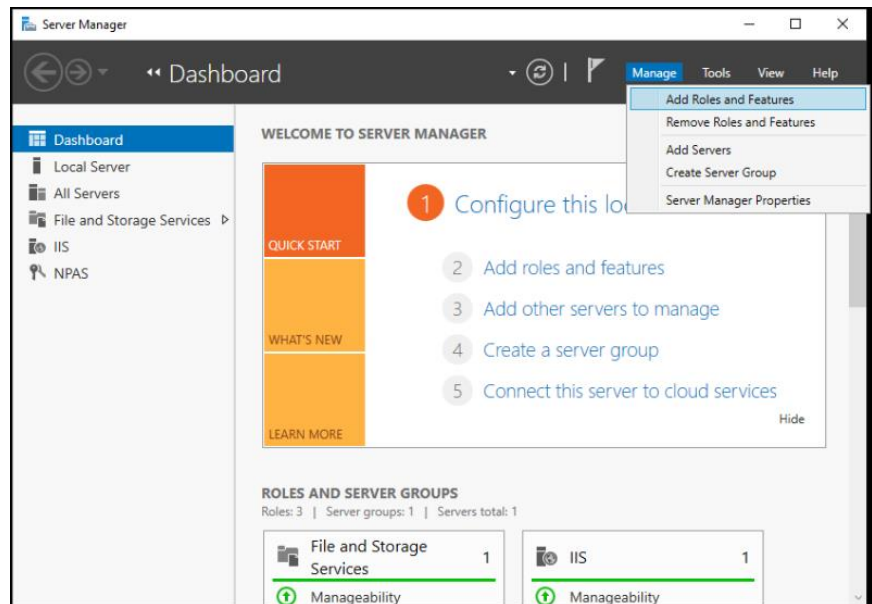 Server Manager
Dashboard
Manage Tools View Help
Add Roles and Features
Remove Roles and Features
Add Servers
Create Server Group
Server Manager Properties
Dashboard
Local Server
All Servers
File and Storage Services
IIS
NPAS
WELCOME TO SERVER MANAGER
QUICK START
WHAT'S NEW
LEARN MORE
1 Configure this lo
2 Add roles and features
3 Add other servers to manage
4 Create a server group
5 Connect this server to cloud services
Hide
ROLES AND SERVER GROUPS
Roles: 3 | Server groups: 1 | Servers total: 1
File and Storage
Services
1
Manageability
IIS 1
Manageability